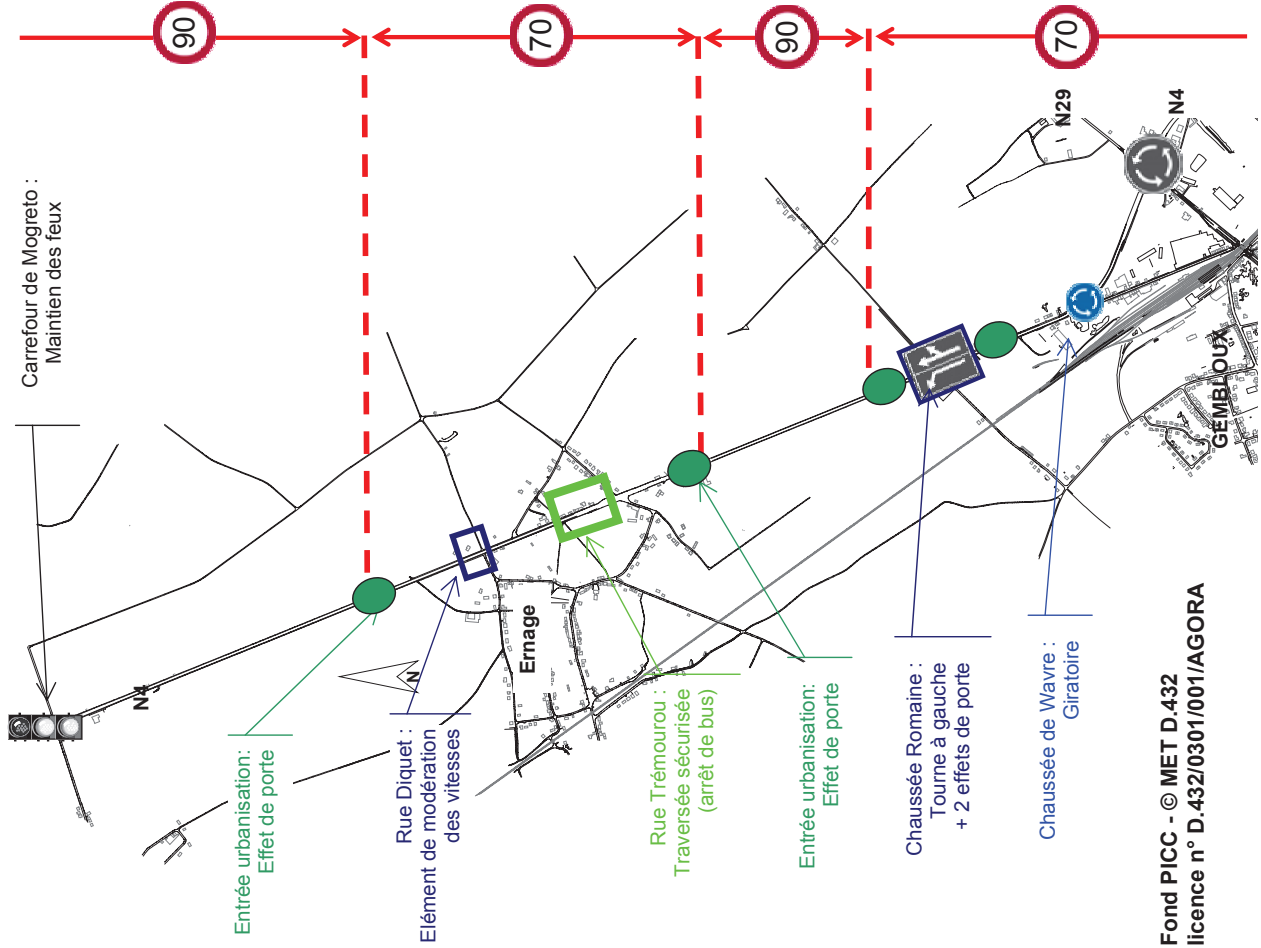 Carrefour de Mogreto :
Maintien des feux
90
70
90
70
N4
N29
N4
N
Ernage
GEMBLOUX
Entrée urbanisation:
Effet de porte
Rue Diquet :
Elément de modération
des vitesses
Rue Trémourou :
Traversée sécurisée
(arrêt de bus)
Entrée urbanisation:
Effet de porte
Chaussée Romaine :
Tourne à gauche
+ 2 effets de porte
Chaussée de Wavre :
Giratoire
Fond PICC - © MET D.432
licence n° D.432/0301/001/AGORA